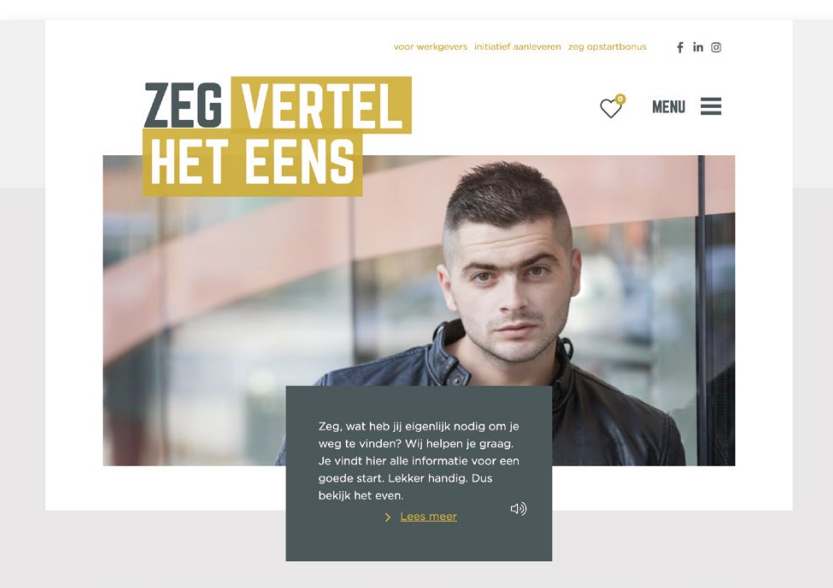 voor werkgevers initiatief aanleveren zeg opstartbonus
ZEG VERTEL
HET EENS
0
MENU
Zeg, wat heb jij eigenlijk nodig om je
weg te vinden? Wij helpen je graag.
Je vindt hier alle informatie voor een
goede start. Lekker handig. Dus
bekijk het even.
Lees meer